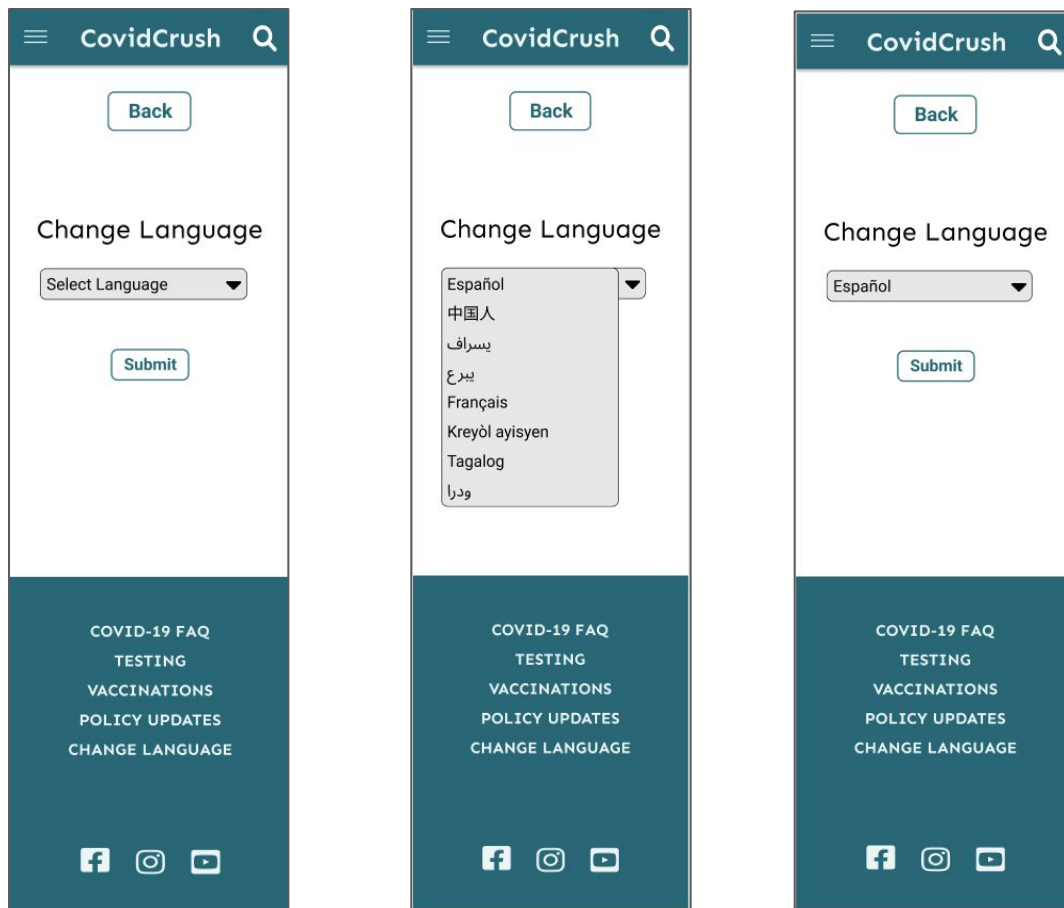 CovidCrush
Back
Change Language
Select Language
Submit
COVID-19 FAQ
TESTING
VACCINATIONS
POLICY UPDATES
CHANGE LANGUAGE
CovidCrush
Back
Change Language
Español
中国人
يسراف
يبرع
Français
Kreyòl ayisyen
Tagalog
ودرا
COVID-19 FAQ
TESTING
VACCINATIONS
POLICY UPDATES
CHANGE LANGUAGE
CovidCrush
Back
Change Language
Español
Submit
COVID-19 FAQ
TESTING
VACCINATIONS
POLICY UPDATES
CHANGE LANGUAGE